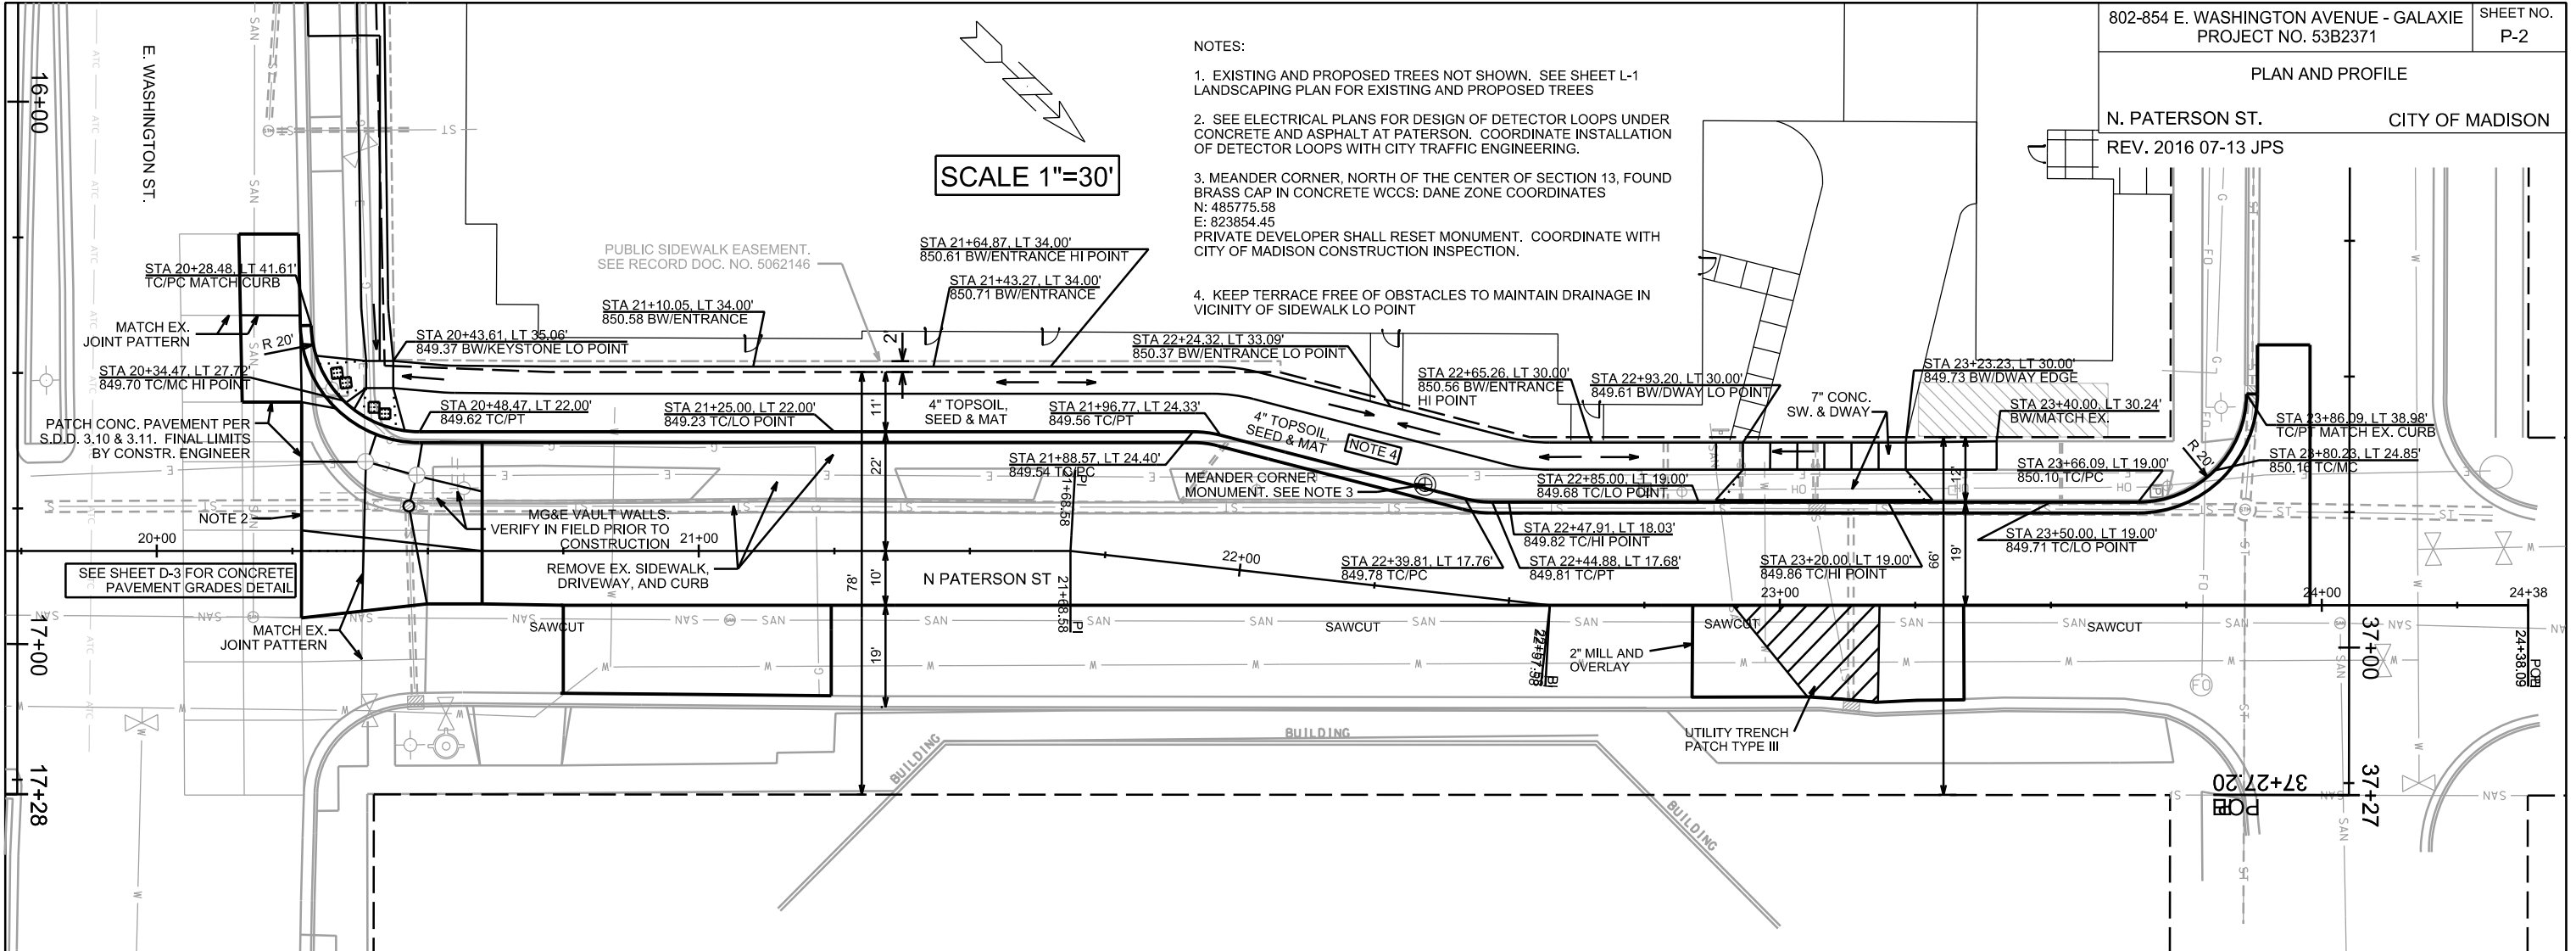 802-854 E. WASHINGTON AVENUE - GALAXIE
PROJECT NO. 53B2371
SHEET NO.
P-2
PLAN AND PROFILE
N. PATERSON ST.
CITY OF MADISON
REV. 2016 07-13 JPS
NOTES:
1. EXISTING AND PROPOSED TREES NOT SHOWN. SEE SHEET L-1
LANDSCAPING PLAN FOR EXISTING AND PROPOSED TREES
2. SEE ELECTRICAL PLANS FOR DESIGN OF DETECTOR LOOPS UNDER
CONCRETE AND ASPHALT AT PATERSON. COORDINATE INSTALLATION
OF DETECTOR LOOPS WITH CITY TRAFFIC ENGINEERING.
3. MEANDER CORNER, NORTH OF THE CENTER OF SECTION 13, FOUND
BRASS CAP IN CONCRETE WCCS: DANE ZONE COORDINATES
N: 485775.58
E: 823854.45
PRIVATE DEVELOPER SHALL RESET MONUMENT. COORDINATE WITH
CITY OF MADISON CONSTRUCTION INSPECTION.
4. KEEP TERRACE FREE OF OBSTACLES TO MAINTAIN DRAINAGE IN
VICINITY OF SIDEWALK LO POINT
SCALE 1"=30'
E. WASHINGTON ST.
16+00
17+00
17+28
PUBLIC SIDEWALK EASEMENT.
SEE RECORD DOC. NO. 5062146
STA 20+28.48, LT 41.61'
TC/PC MATCH CURB
MATCH EX.
JOINT PATTERN
R 20'
STA 20+34.47, LT 27.72'
849.70 TC/MC HI POINT
PATCH CONC. PAVEMENT PER
S.D.D. 3.10 & 3.11. FINAL LIMITS
BY CONSTR. ENGINEER
NOTE 2
20+00
SEE SHEET D-3 FOR CONCRETE
PAVEMENT GRADES DETAIL
MATCH EX.
JOINT PATTERN
STA 20+43.61, LT 35.06'
849.37 BW/KEYSTONE LO POINT
STA 20+48.47, LT 22.00'
849.62 TC/PT
STA 21+10.05, LT 34.00'
850.58 BW/ENTRANCE
STA 21+64.87, LT 34.00'
850.61 BW/ENTRANCE HI POINT
STA 21+43.27, LT 34.00'
850.71 BW/ENTRANCE
STA 21+25.00, LT 22.00'
849.23 TC/LO POINT
2'
11'
22'
10'
19'
78'
4" TOPSOIL,
SEED & MAT
STA 21+96.77, LT 24.33'
849.56 TC/PT
STA 21+88.57, LT 24.40'
849.54 TC/PC
MG&E VAULT WALLS.
VERIFY IN FIELD PRIOR TO
CONSTRUCTION
REMOVE EX. SIDEWALK,
DRIVEWAY, AND CURB
21+00
N PATERSON ST
PI
21+68.58
21+68.58
PI
22+00
STA 22+24.32, LT 33.09'
850.37 BW/ENTRANCE LO POINT
4" TOPSOIL,
SEED & MAT
NOTE 4
MEANDER CORNER
MONUMENT. SEE NOTE 3
STA 22+65.26, LT 30.00'
850.56 BW/ENTRANCE
HI POINT
STA 22+93.20, LT 30.00'
849.61 BW/DWAY LO POINT
7" CONC.
SW. & DWAY
STA 23+23.23, LT 30.00'
849.73 BW/DWAY EDGE
STA 23+40.00, LT 30.24'
BW/MATCH EX.
STA 23+86.09, LT 38.98'
TC/PT MATCH EX. CURB
STA 23+80.23, LT 24.85'
850.16 TC/MC
R 20'
STA 23+66.09, LT 19.00'
850.10 TC/PC
STA 22+85.00, LT 19.00'
849.68 TC/LO POINT
STA 22+47.91, LT 18.03'
849.82 TC/HI POINT
STA 22+39.81, LT 17.76'
849.78 TC/PC
STA 22+44.88, LT 17.68'
849.81 TC/PT
STA 23+20.00, LT 19.00'
849.86 TC/HI POINT
STA 23+50.00, LT 19.00'
849.71 TC/LO POINT
12'
19'
66'
23+00
24+00
24+38
SAWCUT
SAWCUT
SAWCUT
SAWCUT
2" MILL AND
OVERLAY
UTILITY TRENCH
PATCH TYPE III
BUILDING
BUILDING
BUILDING
37+00
37+27
37+27.20
24+38.09